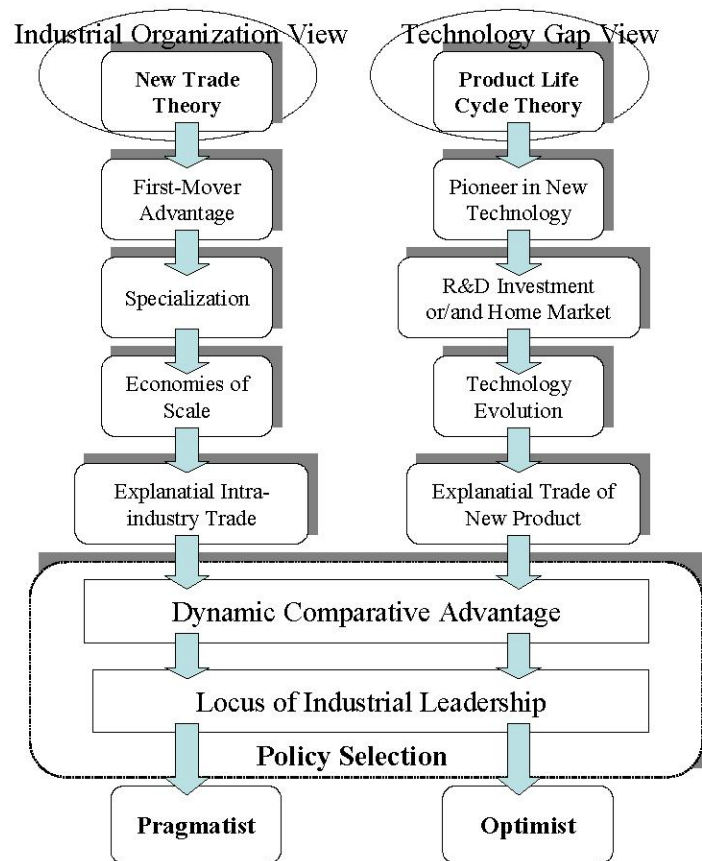 Industrial Organization View
New Trade
Theory
First-Mover
Advantage
Specialization
Economies of
Scale
Explanatial Intra-
industry Trade
Technology Gap View
Product Life
Cycle Theory
Pioneer in New
Technology
R&D Investment
or/and Home Market
Technology
Evolution
Explanatial Trade of
New Product
Dynamic Comparative Advantage
Locus of Industrial Leadership
Policy Selection
Pragmatist
Optimist